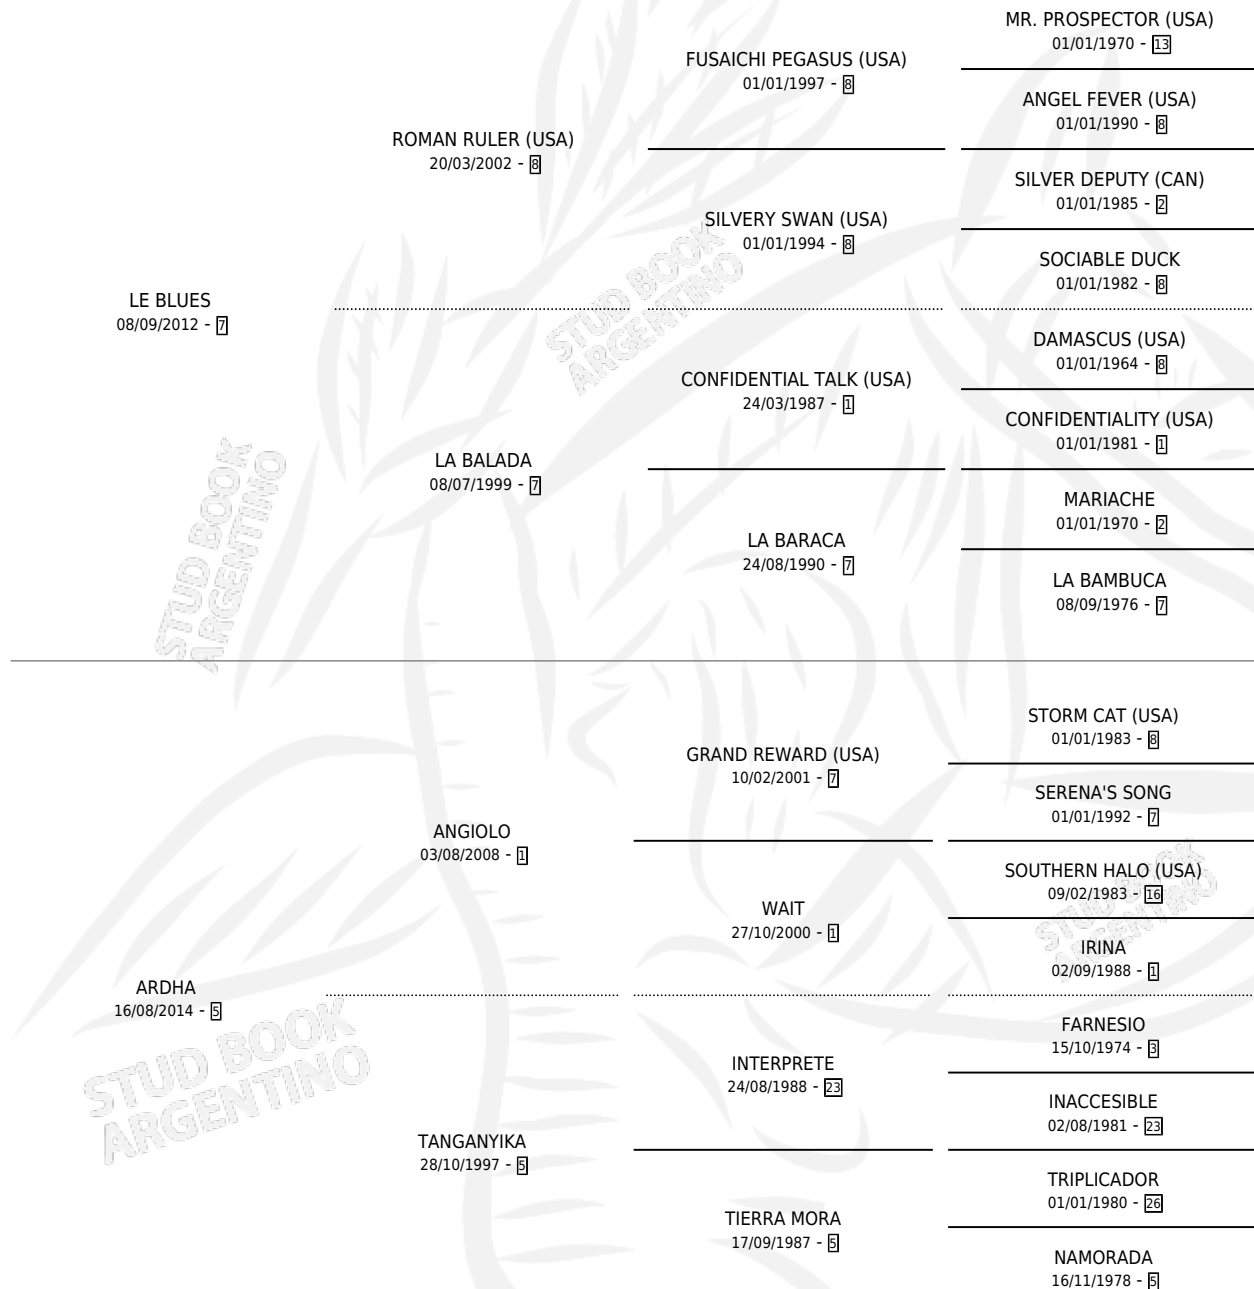 MR. PROSPECTOR (USA)
01/01/1970 - 13
FUSAICHI PEGASUS (USA)
01/01/1997 - 8
ANGEL FEVER (USA)
01/01/1990 - 8
ROMAN RULER (USA)
20/03/2002 - 8
SILVER DEPUTY (CAN)
01/01/1985 - 2
SILVERY SWAN (USA)
01/01/1994 - 8
SOCIABLE DUCK
01/01/1982 - 8
LE BLUES
08/09/2012 - 7
DAMASCUS (USA)
01/01/1964 - 8
CONFIDENTIAL TALK (USA)
24/03/1987 - 1
CONFIDENTIALITY (USA)
01/01/1981 - 1
LA BALADA
08/07/1999 - 7
MARIACHE
01/01/1970 - 2
LA BARACA
24/08/1990 - 7
LA BAMBUCA
08/09/1976 - 7
STORM CAT (USA)
01/01/1983 - 8
GRAND REWARD (USA)
10/02/2001 - 7
SERENA'S SONG
01/01/1992 - 7
ANGIOLO
03/08/2008 - 1
SOUTHERN HALO (USA)
09/02/1983 - 16
WAIT
27/10/2000 - 1
IRINA
02/09/1988 - 1
ARDHA
16/08/2014 - 5
FARNESIO
15/10/1974 - 3
INTERPRETE
24/08/1988 - 23
INACCESIBLE
02/08/1981 - 23
TANGANYIKA
28/10/1997 - 5
TRIPLICADOR
01/01/1980 - 26
TIERRA MORA
17/09/1987 - 5
NAMORADA
16/11/1978 - 5
STUD BOOK
ARGENTINO
STUD BOOK
ARGENTINO
STUD BOOK
ARGENTINO
STUD BOOK
ARGENTINO